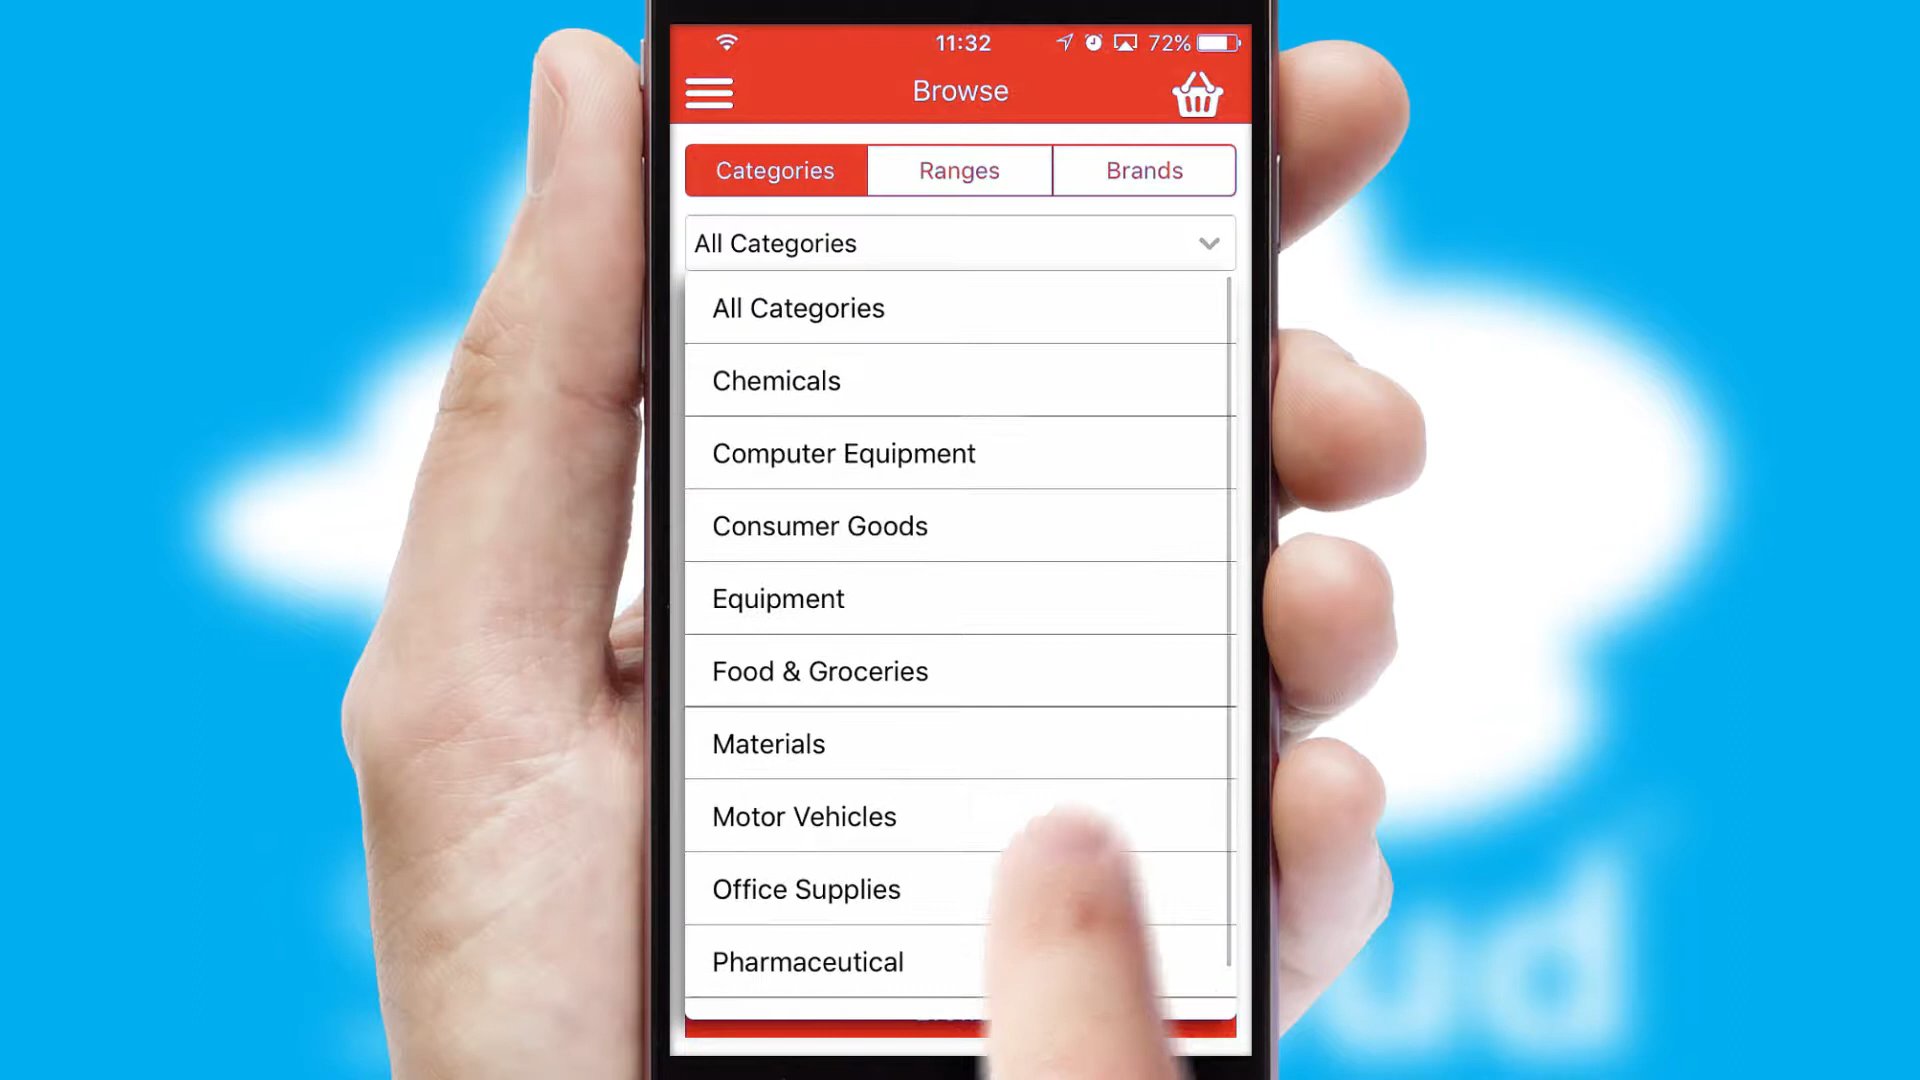 11:32
72%
Browse
Categories
Ranges
Brands
All Categories
All Categories
Chemicals
Computer Equipment
Consumer Goods
Equipment
Food & Groceries
Materials
Motor Vehicles
Office Supplies
Pharmaceutical
ud